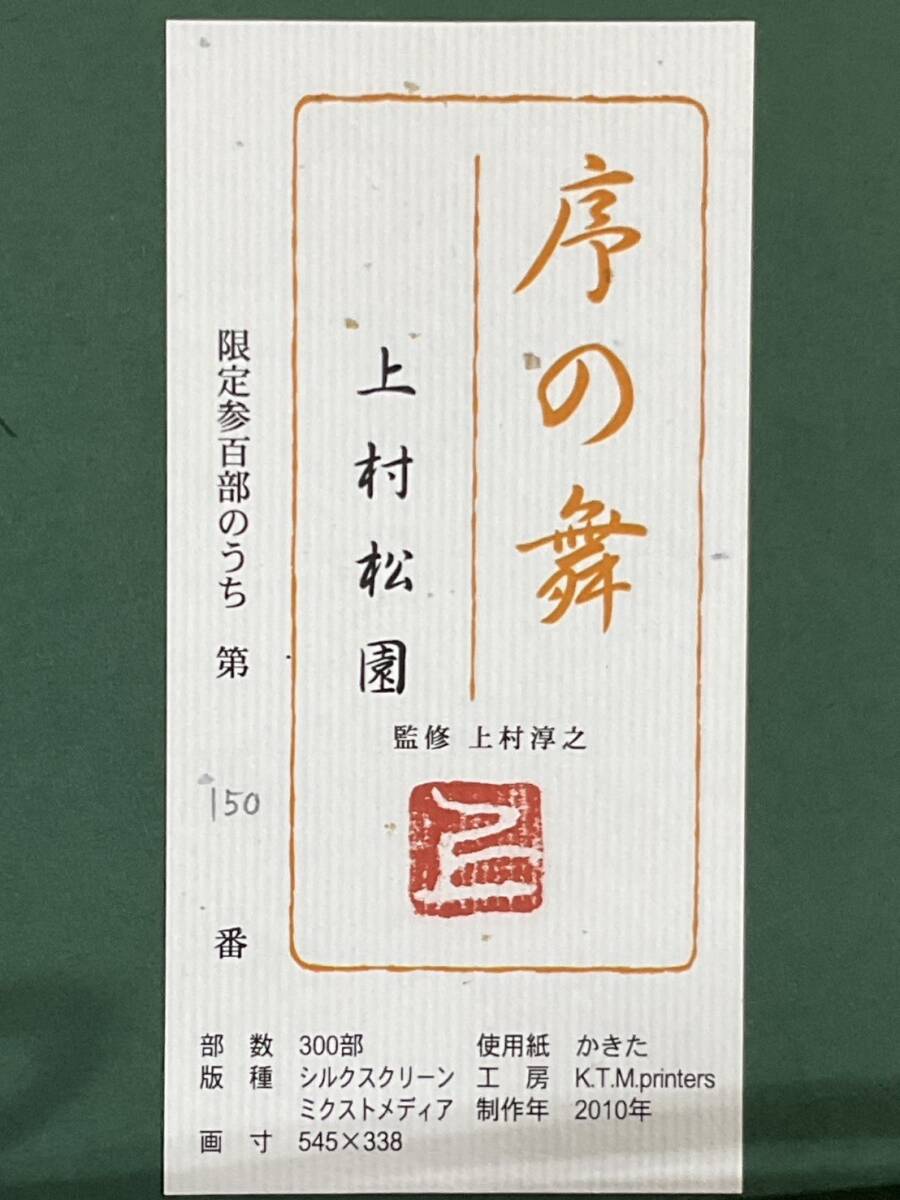 序の舞
上村松園
監修 上村淳之
限定参百部のうち 第 150 番
部数 300部
版種 シルクスクリーン
ミクストメディア
画寸 545×338
使用紙 かきた
工房 K.T.M.printers
制作年 2010年